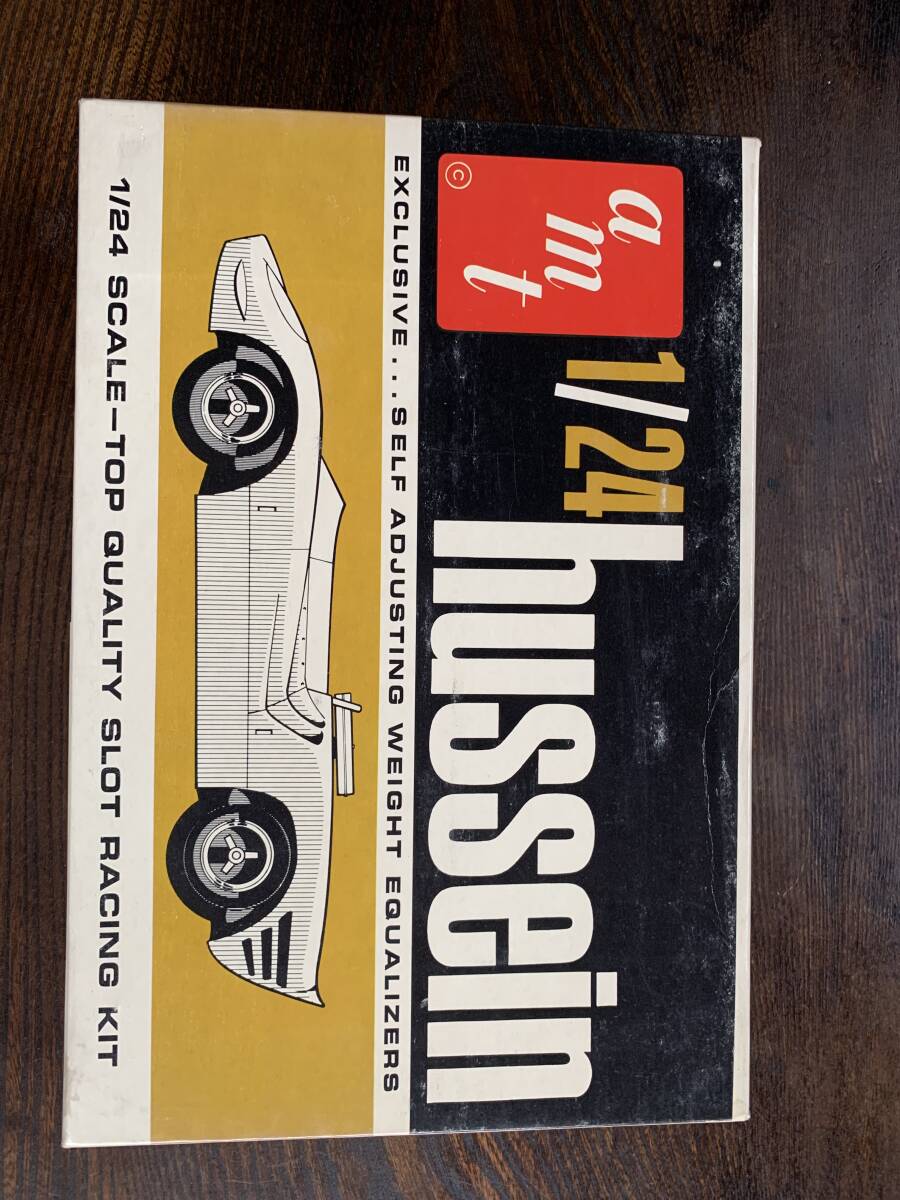 amt
©
1/24
hussein
EXCLUSIVE...SELF ADJUSTING WEIGHT EQUALIZERS
1/24 SCALE—TOP QUALITY SLOT RACING KIT